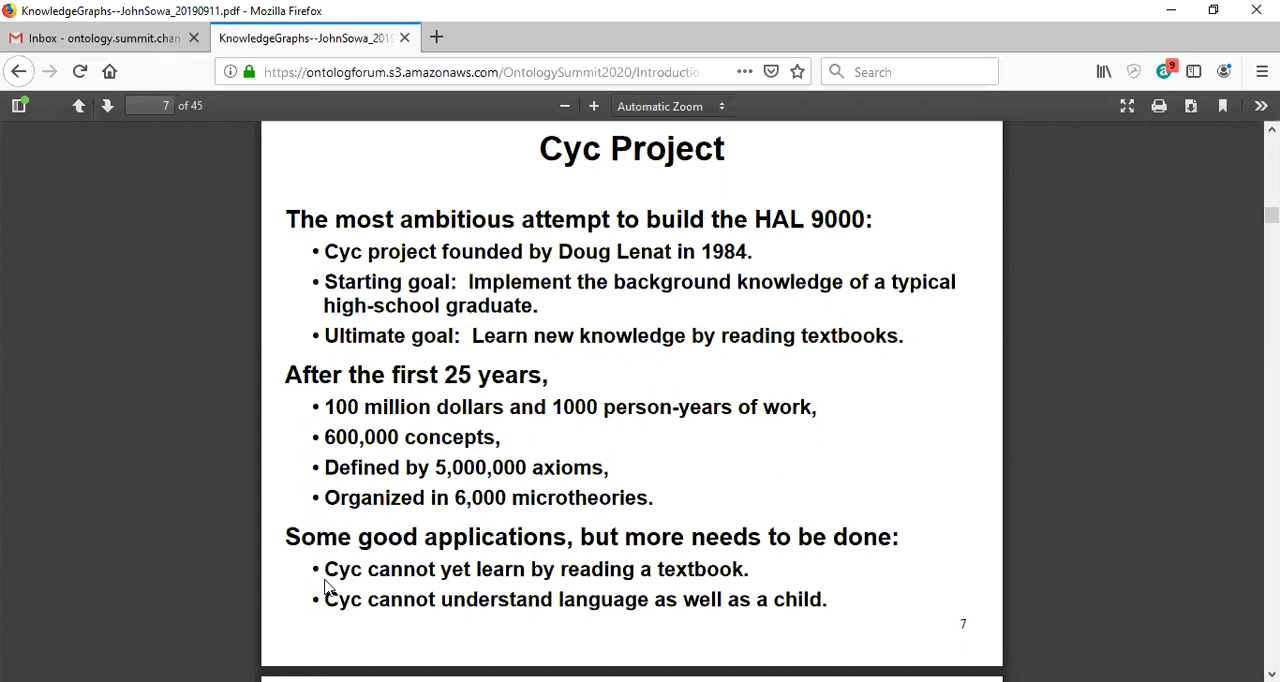 KnowledgeGraphs--JohnSowa_20190911.pdf - Mozilla Firefox
Inbox - ontology.summit.chan
KnowledgeGraphs--JohnSowa_201
https://ontologforum.s3.amazonaws.com/OntologySummit2020/Introductio
Search
9
7 of 45
Automatic Zoom
Cyc Project
The most ambitious attempt to build the HAL 9000:
• Cyc project founded by Doug Lenat in 1984.
• Starting goal: Implement the background knowledge of a typical
high-school graduate.
• Ultimate goal: Learn new knowledge by reading textbooks.
After the first 25 years,
• 100 million dollars and 1000 person-years of work,
• 600,000 concepts,
• Defined by 5,000,000 axioms,
• Organized in 6,000 microtheories.
Some good applications, but more needs to be done:
• Cyc cannot yet learn by reading a textbook.
• Cyc cannot understand language as well as a child.
7